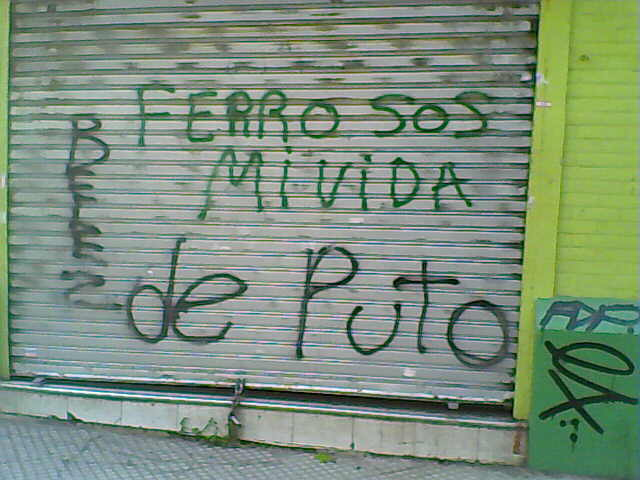 FERRO SOS
MI VIDA
de Puto